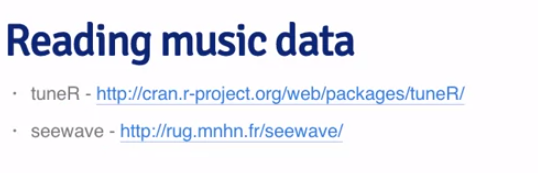 Reading music data
• tuneR - http://cran.r-project.org/web/packages/tuneR/
• seewave - http://rug.mnhn.fr/seewave/